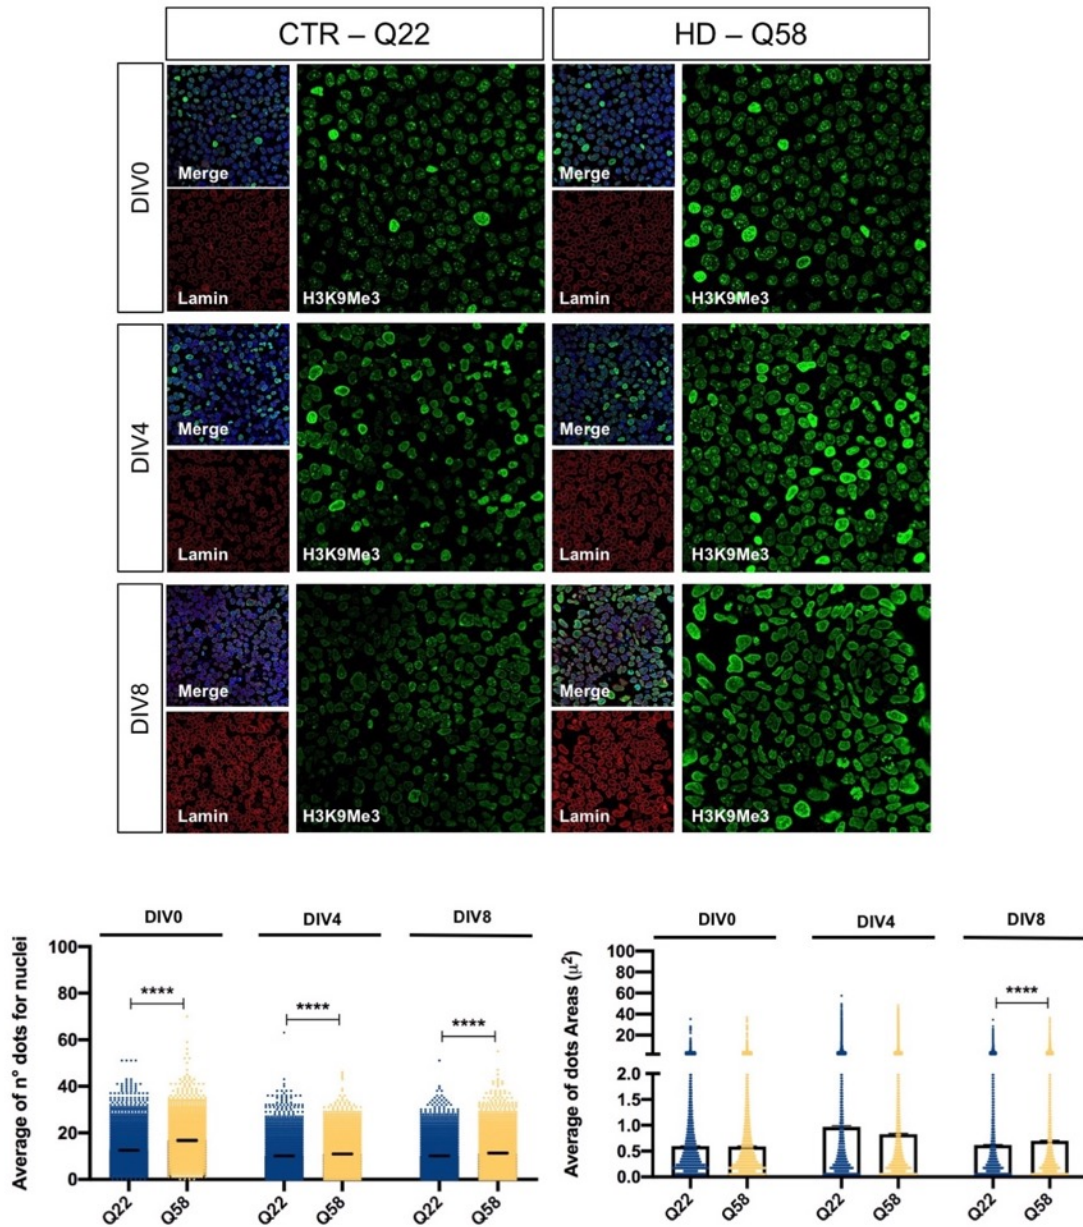 CTR – Q22
HD – Q58
DIV0
Merge
Lamin
H3K9Me3
Merge
Lamin
H3K9Me3
DIV4
Merge
Lamin
H3K9Me3
Merge
Lamin
H3K9Me3
DIV8
Merge
Lamin
H3K9Me3
Merge
Lamin
H3K9Me3
Average of n° dots for nuclei
DIV0
DIV4
DIV8
100
80
60
40
20
0
****
****
****
Q22
Q58
Q22
Q58
Q22
Q58
Average of dots Areas (µ²)
DIV0
DIV4
DIV8
100
80
60
40
20
2.0
1.5
1.0
0.5
0.0
****
Q22
Q58
Q22
Q58
Q22
Q58